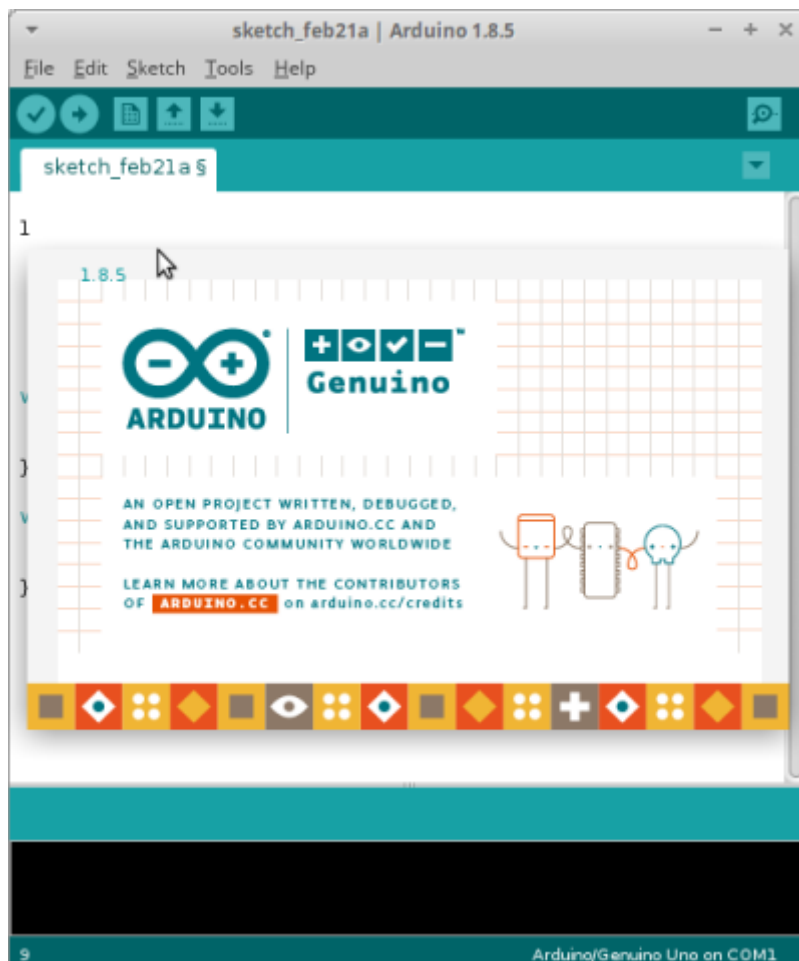 sketch_feb21a | Arduino 1.8.5
File Edit Sketch Tools Help
sketch_feb21a §
1
1.8.5
ARDUINO
Genuino
™
v
}
AN OPEN PROJECT WRITTEN, DEBUGGED,
AND SUPPORTED BY ARDUINO.CC AND
THE ARDUINO COMMUNITY WORLDWIDE
v
}
LEARN MORE ABOUT THE CONTRIBUTORS
OF ARDUINO.CC on arduino.cc/credits
9
Arduino/Genuino Uno on COM1